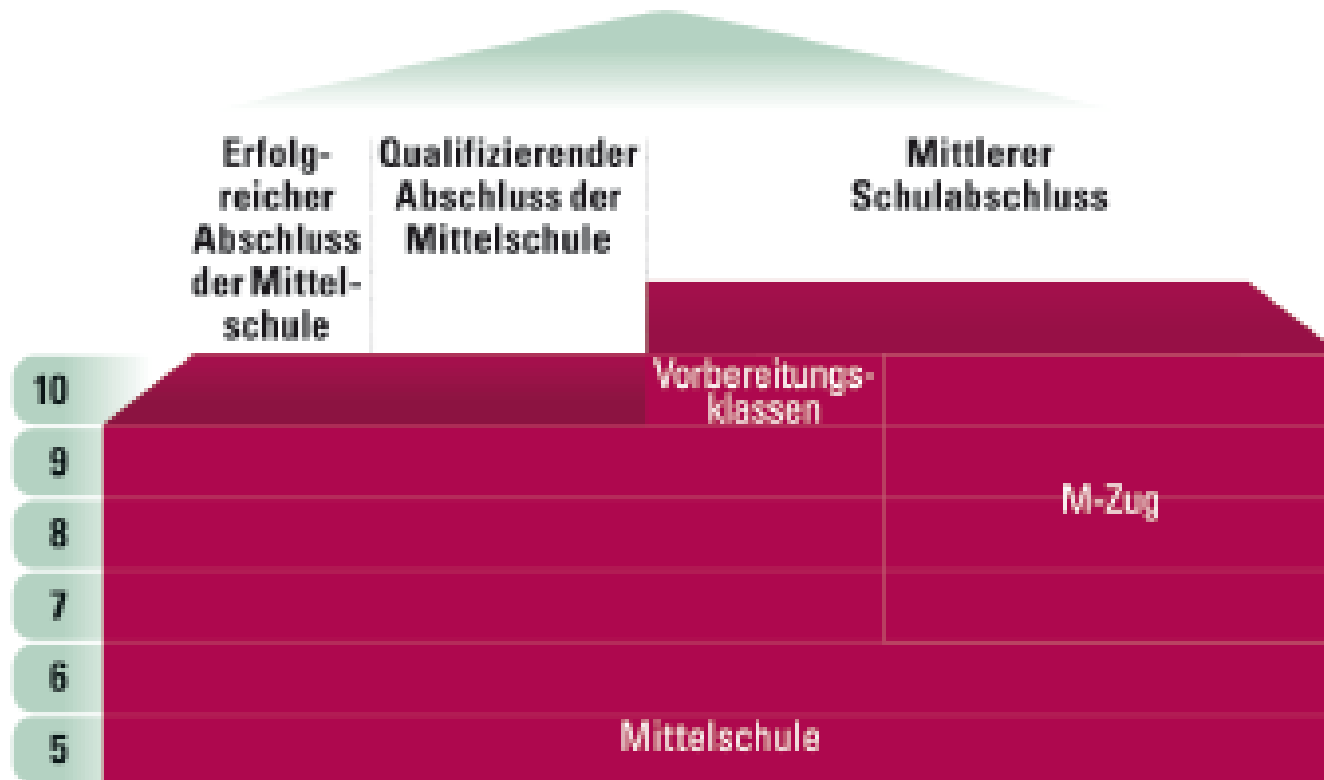 Erfolg-
reicher
Abschluss
der Mittel-
schule
Qualifizierender
Abschluss der
Mittelschule
Mittlerer
Schulabschluss
10
Vorbereitungs-
klassen
9
M-Zug
8
7
6
5
Mittelschule